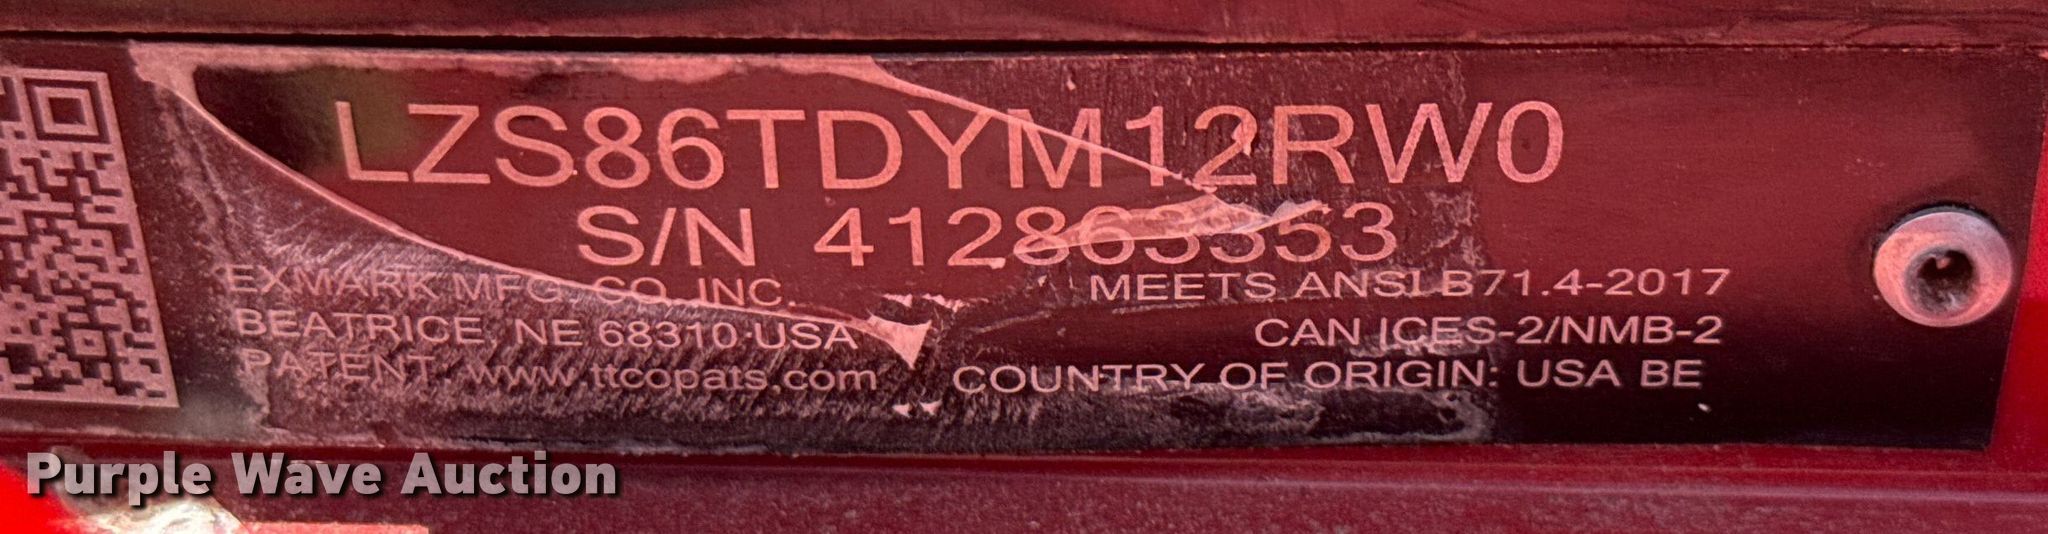 LZS86TDYM12RW0
S/N 412863553
EXMARK MFG. CO. INC.
BEATRICE, NE 68310 USA
PATENT. www.ttcopats.com
MEETS ANSI B71.4-2017
CAN ICES-2/NMB-2
COUNTRY OF ORIGIN: USA BE
Purple Wave Auction